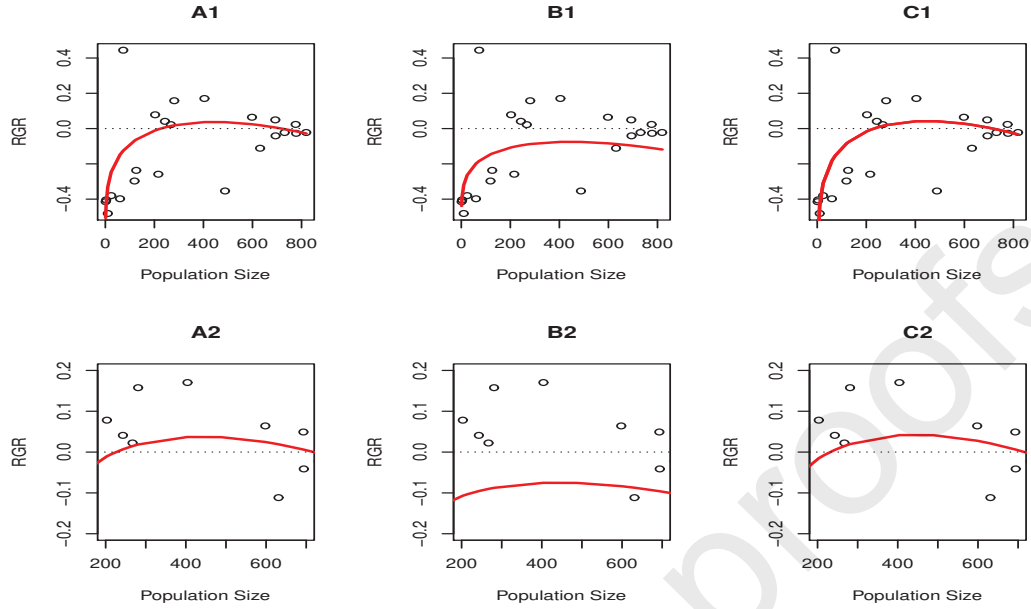 A1 B1 C1
RGR RGR RGR
0.4 0.4 0.4
0.2 0.2 0.2
0.0 0.0 0.0
−0.4 −0.4 −0.4
0 200 400 600 800 0 200 400 600 800 0 200 400 600 800
Population Size Population Size Population Size
A2 B2 C2
RGR RGR RGR
0.2 0.2 0.2
0.1 0.1 0.1
0.0 0.0 0.0
−0.1 −0.1 −0.1
−0.2 −0.2 −0.2
200 400 600 200 400 600 200 400 600
Population Size Population Size Population Size
proofs